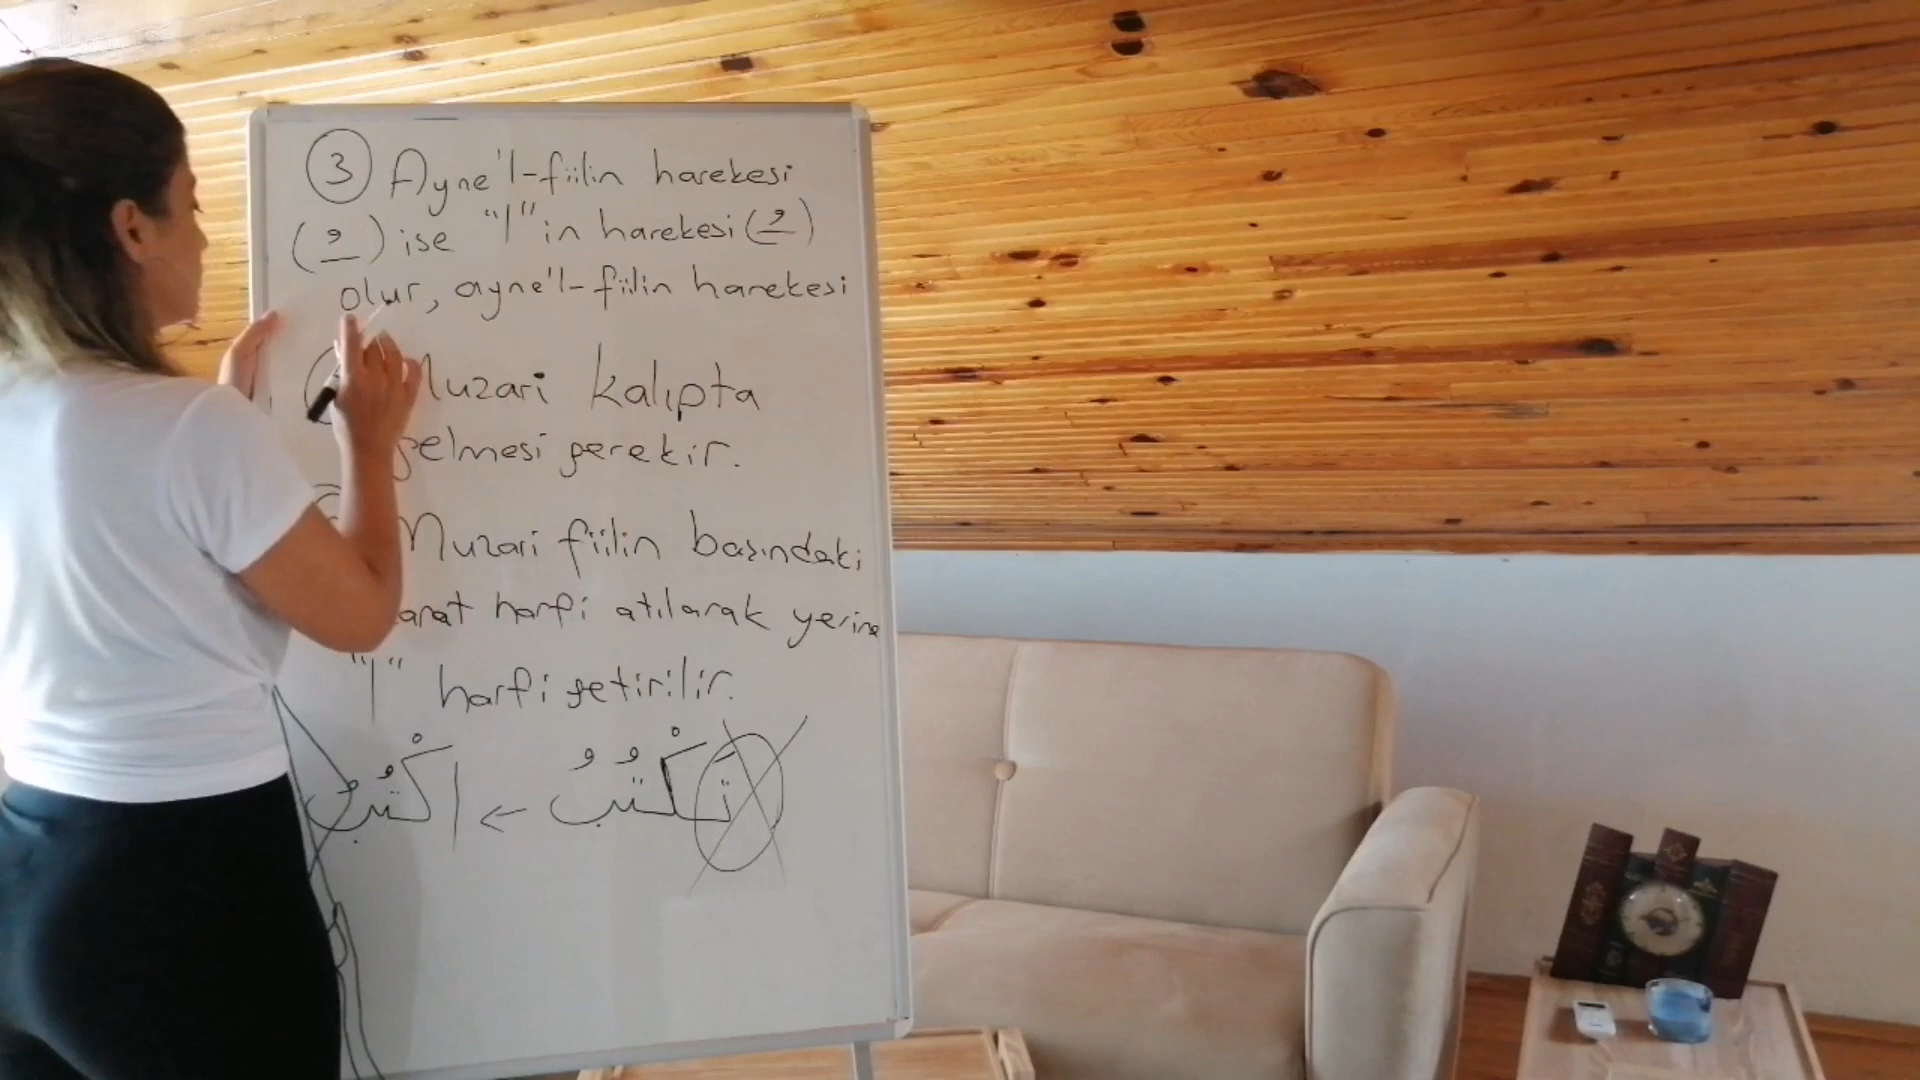 ③ Ayne'l-fiilin harekesi
(ـُ) ise "ا"in harekesi (ـُ)
olur, ayne'l-fiilin harekesi
Muzari kalıpta
gelmesi gerekir.
Muzari fiilin başındaki
harfi atılarak yerine
"ا" harfi getirilir.
تَكْتُبُ ← اكْتُبُ